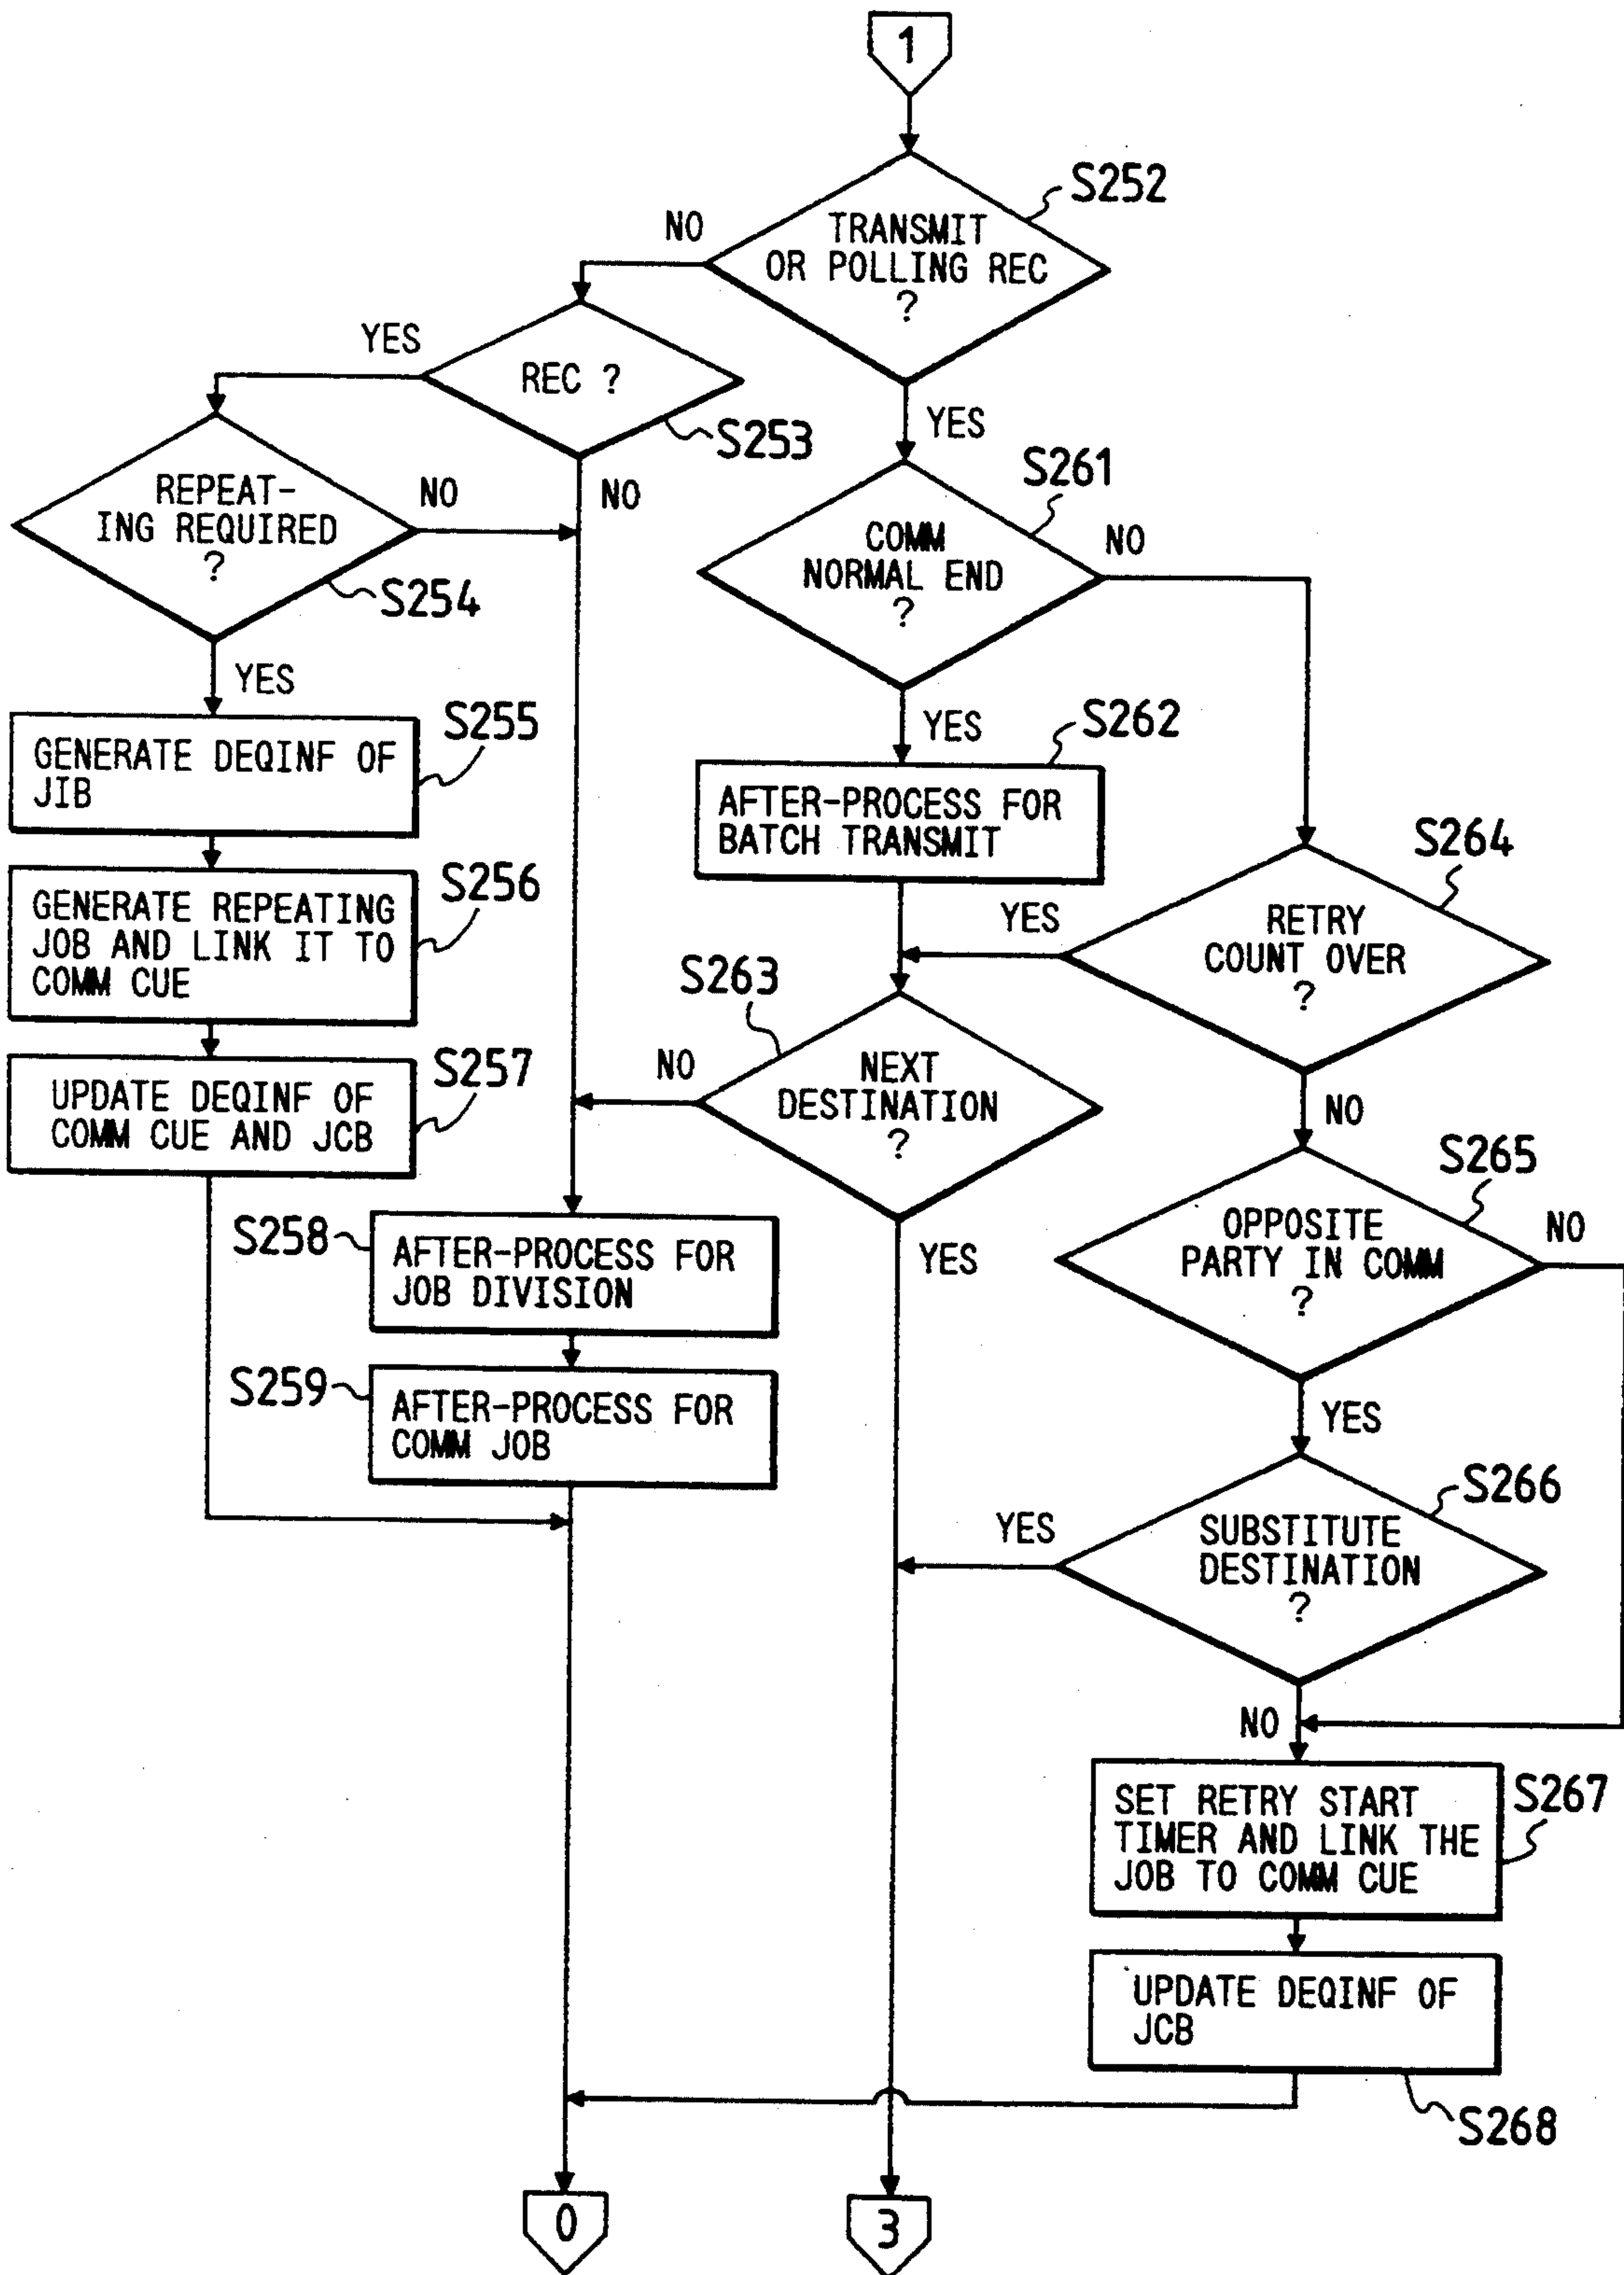 1
S252
TRANSMIT
OR POLLING REC
?
NO
YES
REC ?
S253
YES
NO
REPEAT-
ING REQUIRED
?
S254
NO
YES
S261
COMM
NORMAL END
?
NO
YES
S255
GENERATE DEQINF OF
JIB
S262
AFTER-PROCESS FOR
BATCH TRANSMIT
S256
GENERATE REPEATING
JOB AND LINK IT TO
COMM CUE
S264
RETRY
COUNT OVER
?
YES
NO
S257
UPDATE DEQINF OF
COMM CUE AND JCB
S263
NEXT
DESTINATION
?
NO
YES
S265
OPPOSITE
PARTY IN COMM
?
NO
YES
S258
AFTER-PROCESS FOR
JOB DIVISION
S259
AFTER-PROCESS FOR
COMM JOB
S266
SUBSTITUTE
DESTINATION
?
YES
NO
S267
SET RETRY START
TIMER AND LINK THE
JOB TO COMM CUE
UPDATE DEQINF OF
JCB
S268
0
3